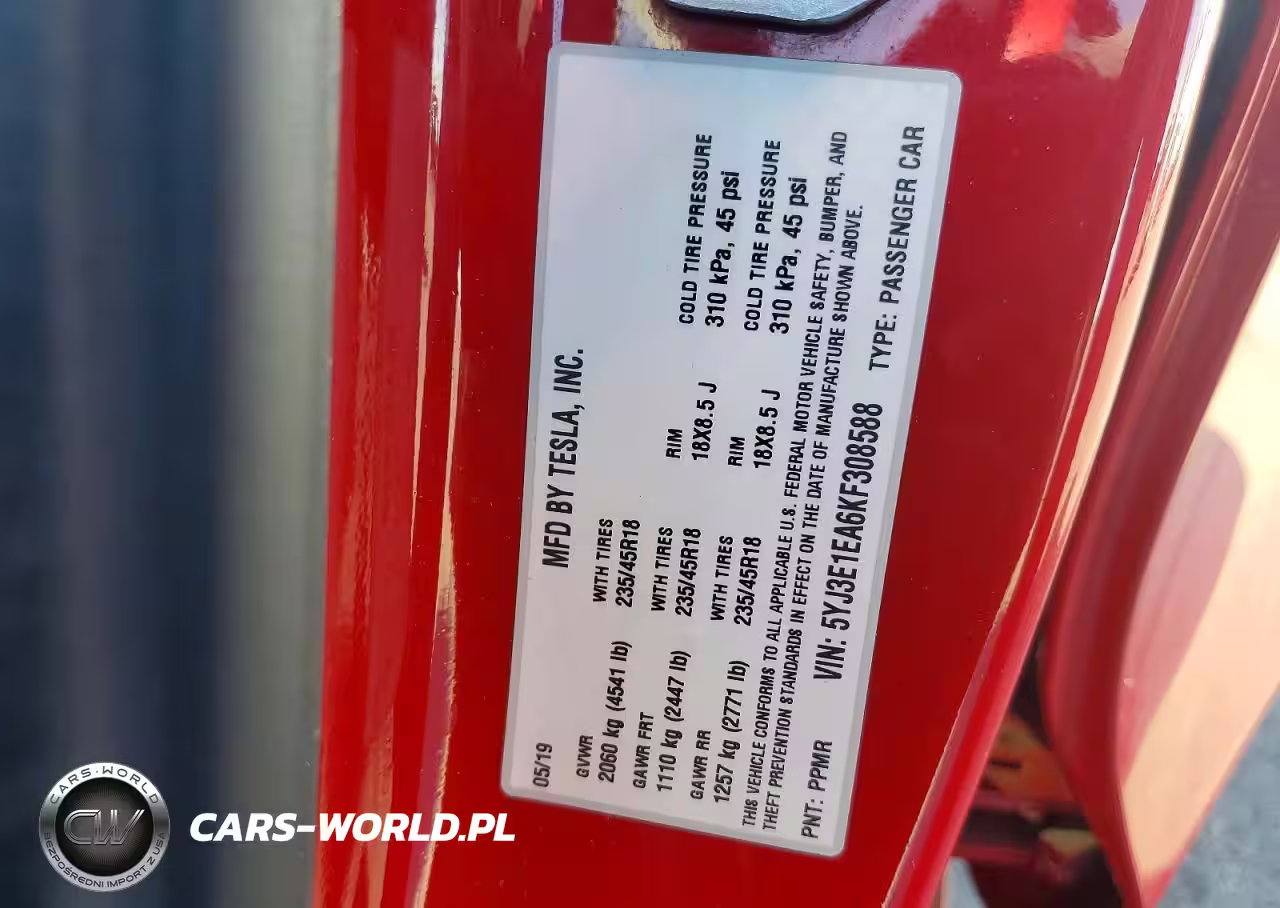 05/19
MFD BY TESLA, INC.
GVWR
2060 kg (4541 lb)
WITH TIRES
235/45R18
GAWR FRT
1110 kg (2447 lb)
WITH TIRES
235/45R18
RIM
18X8.5 J
COLD TIRE PRESSURE
310 kPa, 45 psi
GAWR RR
1257 kg (2771 lb)
WITH TIRES
235/45R18
RIM
18X8.5 J
COLD TIRE PRESSURE
310 kPa, 45 psi
THIS VEHICLE CONFORMS TO ALL APPLICABLE U.S. FEDERAL MOTOR VEHICLE SAFETY, BUMPER, AND
THEFT PREVENTION STANDARDS IN EFFECT ON THE DATE OF MANUFACTURE SHOWN ABOVE.
PNT: PPMR VIN: 5YJ3E1EA6KF308588 TYPE: PASSENGER CAR
CARS-WORLD
CW
BEZPOŚREDNI IMPORT Z USA
CARS-WORLD.PL